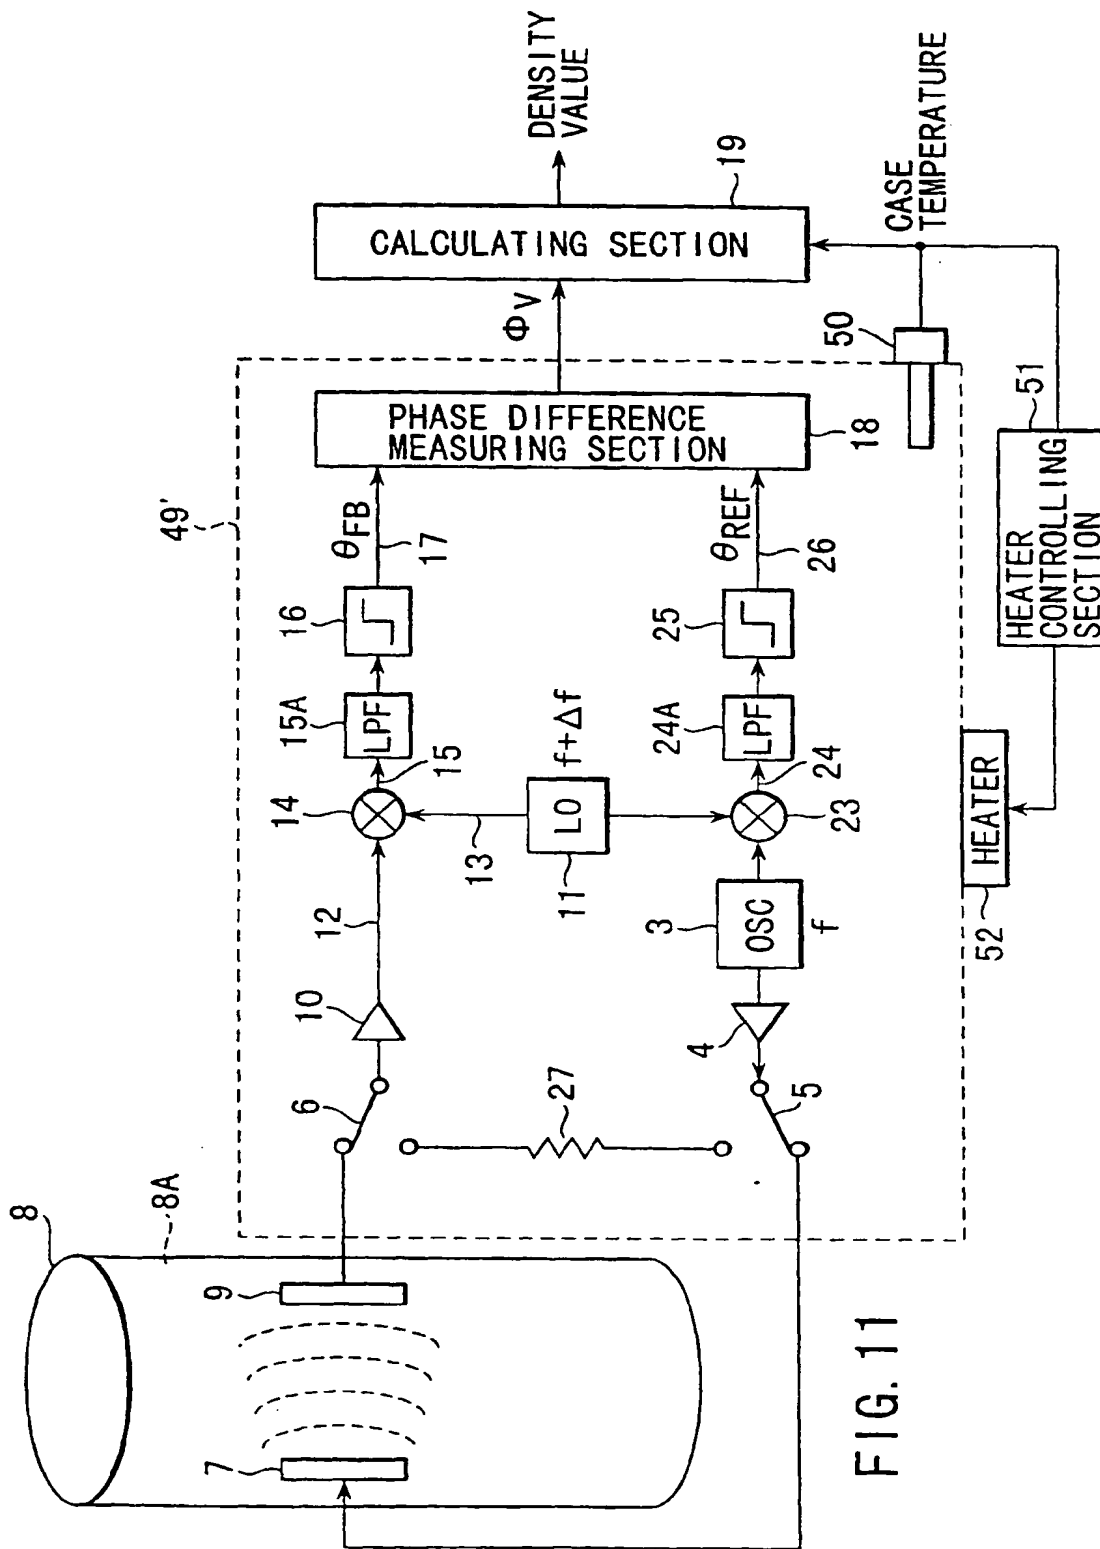 8
8A
7
9
49'
6
10
12
14
15
15A
LPF
16
θFB
17
PHASE DIFFERENCE
MEASURING SECTION
18
ΦV
CALCULATING SECTION
19
DENSITY
VALUE
27
13
LO
f+Δf
11
5
4
3
OSC
f
23
24
24A
LPF
25
θREF
26
50
CASE
TEMPERATURE
51
HEATER
CONTROLLING
SECTION
HEATER
52
FIG. 11